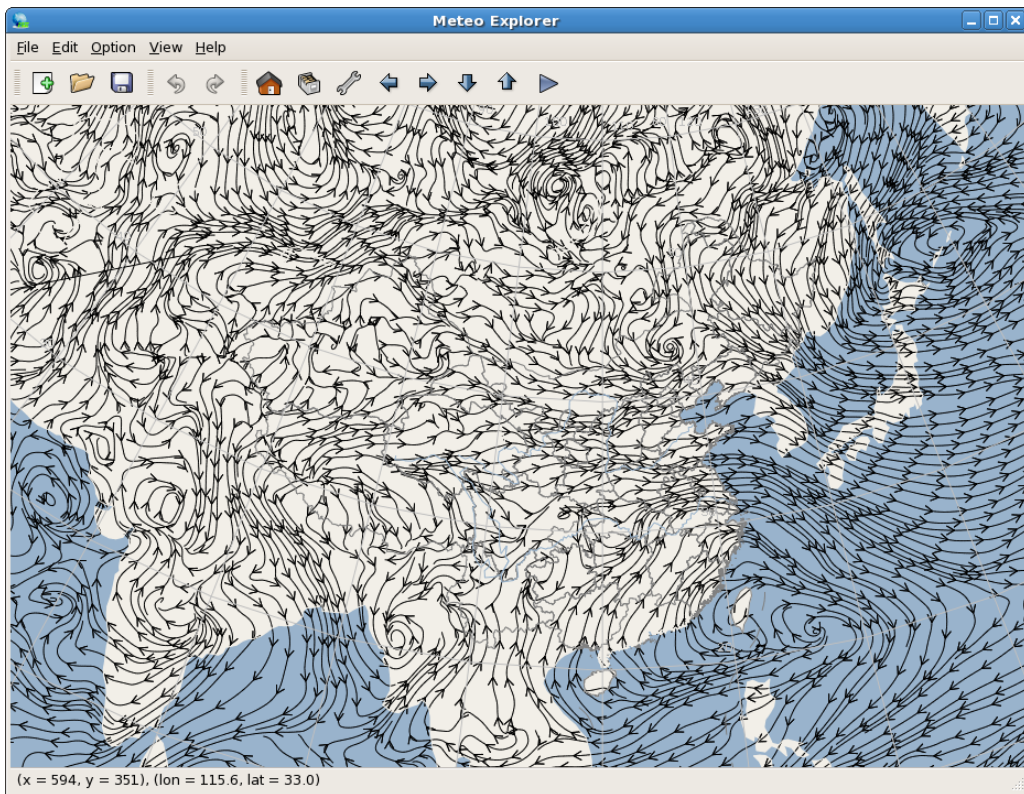 Meteo Explorer
File Edit Option View Help
(x = 594, y = 351), (lon = 115.6, lat = 33.0)